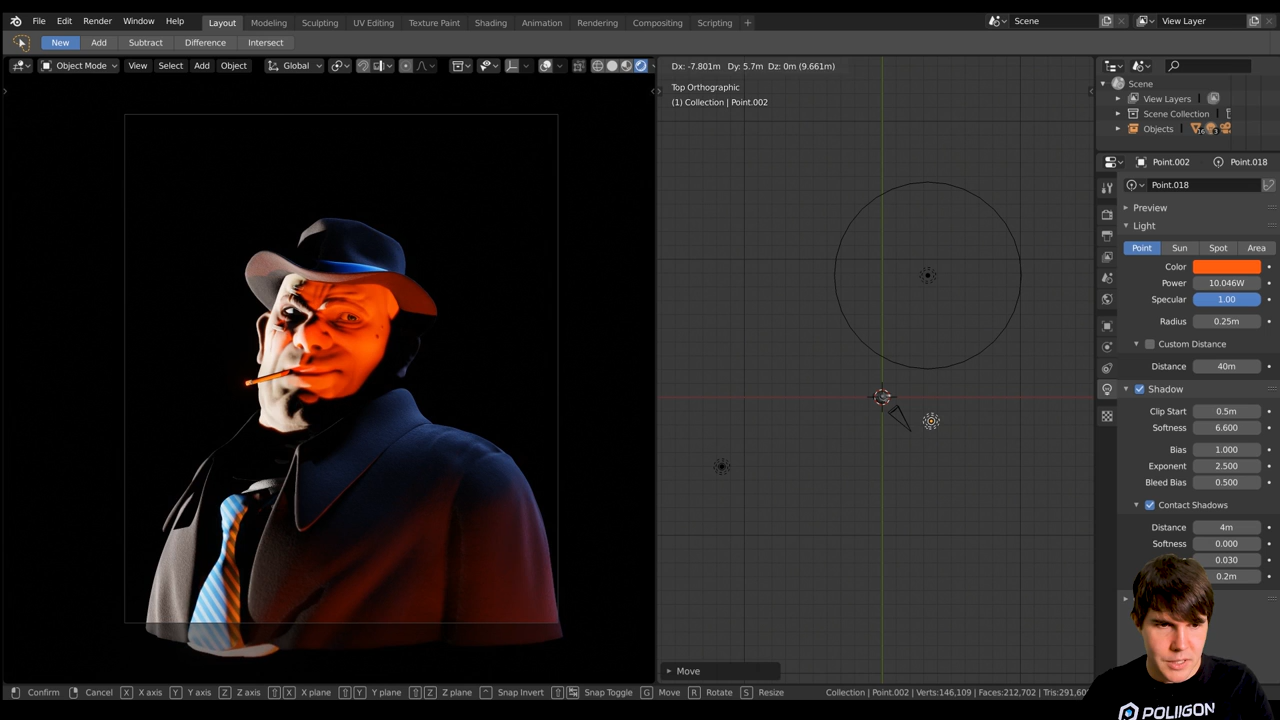 File Edit Render Window Help Layout Modeling Sculpting UV Editing Texture Paint Shading Animation Rendering Compositing Scripting + Scene View Layer
New Add Subtract Difference Intersect
Object Mode View Select Add Object Global
Dx: -7.801m Dy: 5.7m Dz: 0m (9.661m)
Top Orthographic
(1) Collection | Point.002
Scene
View Layers
Scene Collection
Objects
Point.002 Point.018
Point.018
Preview
Light
Point Sun Spot Area
Color
Power 10.046W
Specular 1.00
Radius 0.25m
Custom Distance
Distance 40m
Shadow
Clip Start 0.5m
Softness 6.600
Bias 1.000
Exponent 2.500
Bleed Bias 0.500
Contact Shadows
Distance 4m
Softness 0.000
0.030
0.2m
Move
Confirm Cancel X X axis Y Y axis Z Z axis X X plane Y Y plane Z Z plane Snap Invert Snap Toggle G Move R Rotate S Resize Collection | Point.002 | Verts:146,109 | Faces:212,702 | Tris:291,60
POLIIGON